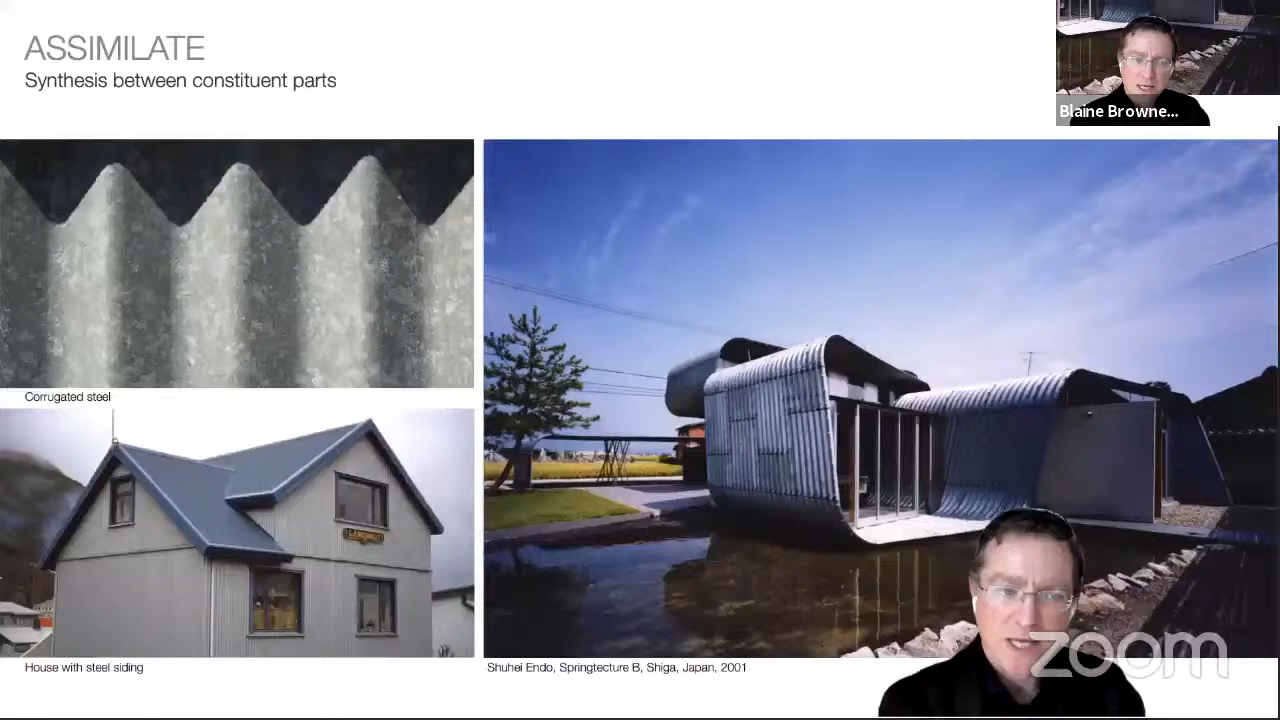 ASSIMILATE
Synthesis between constituent parts
Blaine Browne...
Corrugated steel
House with steel siding
Shuhei Endo, Springtecture B, Shiga, Japan, 2001
zoom